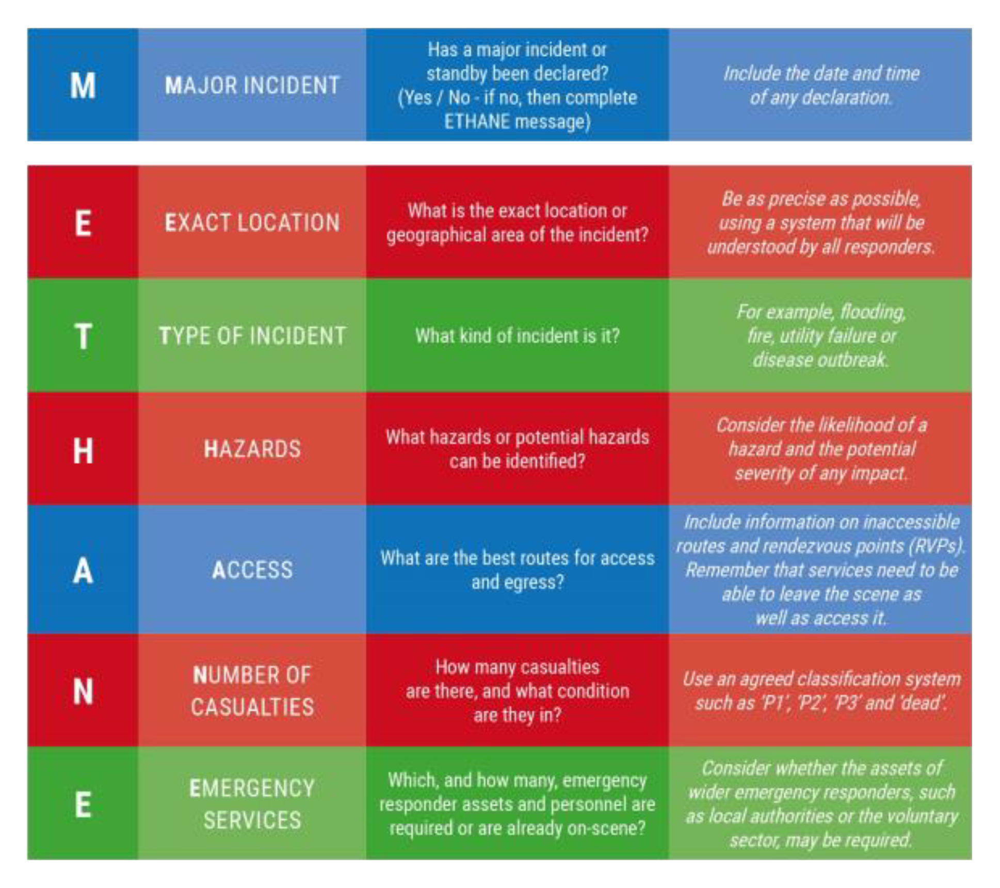 M
MAJOR INCIDENT
Has a major incident or
standby been declared?
(Yes / No - if no, then complete
ETHANE message)
Include the date and time
of any declaration.
E
EXACT LOCATION
What is the exact location or
geographical area of the incident?
Be as precise as possible,
using a system that will be
understood by all responders.
T
TYPE OF INCIDENT
What kind of incident is it?
For example, flooding,
fire, utility failure or
disease outbreak.
H
HAZARDS
What hazards or potential hazards
can be identified?
Consider the likelihood of a
hazard and the potential
severity of any impact.
A
ACCESS
What are the best routes for access
and egress?
Include information on inaccessible
routes and rendezvous points (RVPs).
Remember that services need to be
able to leave the scene as
well as access it.
N
NUMBER OF
CASUALTIES
How many casualties
are there, and what condition
are they in?
Use an agreed classification system
such as 'P1', 'P2', 'P3' and 'dead'.
E
EMERGENCY
SERVICES
Which, and how many, emergency
responder assets and personnel are
required or are already on-scene?
Consider whether the assets of
wider emergency responders, such
as local authorities or the voluntary
sector, may be required.